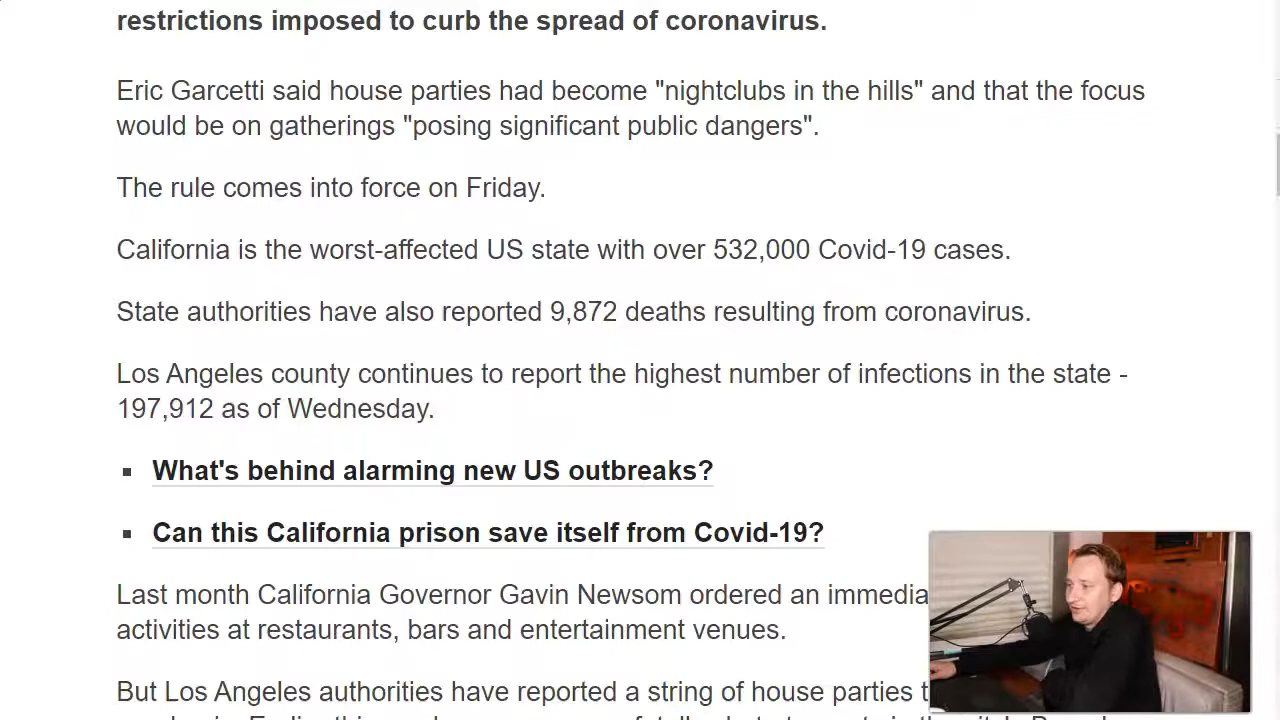 restrictions imposed to curb the spread of coronavirus.
Eric Garcetti said house parties had become "nightclubs in the hills" and that the focus
would be on gatherings "posing significant public dangers".
The rule comes into force on Friday.
California is the worst-affected US state with over 532,000 Covid-19 cases.
State authorities have also reported 9,872 deaths resulting from coronavirus.
Los Angeles county continues to report the highest number of infections in the state -
197,912 as of Wednesday.
What's behind alarming new US outbreaks?
Can this California prison save itself from Covid-19?
Last month California Governor Gavin Newsom ordered an immedia
activities at restaurants, bars and entertainment venues.
But Los Angeles authorities have reported a string of house parties t